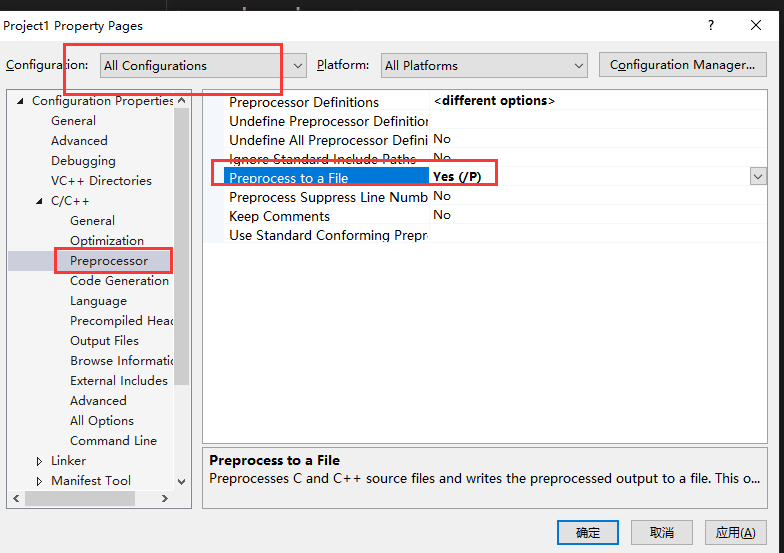 Project1 Property Pages
?
Configuration:
All Configurations
Platform:
All Platforms
Configuration Manager...
Configuration Properties
General
Advanced
Debugging
VC++ Directories
C/C++
General
Optimization
Preprocessor
Code Generation
Language
Precompiled Head
Output Files
Browse Informatic
External Includes
Advanced
All Options
Command Line
Linker
Manifest Tool
Preprocessor Definitions <different options>
Undefine Preprocessor Definition
Undefine All Preprocessor Defini No
Ignore Standard Include Paths No
Preprocess to a File Yes (/P)
Preprocess Suppress Line Numb No
Keep Comments No
Use Standard Conforming Prepr
Preprocess to a File
Preprocesses C and C++ source files and writes the preprocessed output to a file. This o...
确定
取消
应用(A)